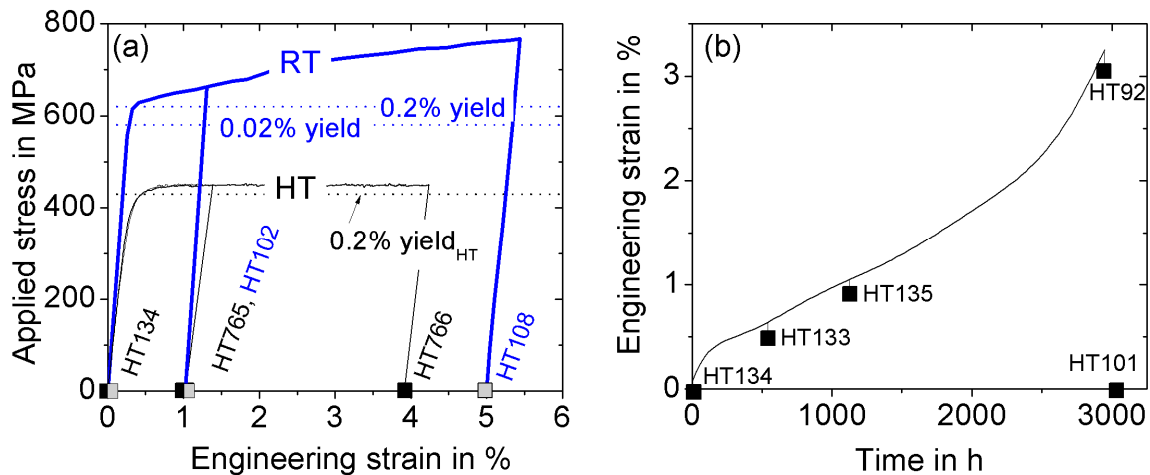 800
(a)
RT
600
0.2% yield
0.02% yield
HT
400
0.2% yieldHT
200
HT134
HT765, HT102
HT766
HT108
0
0 1 2 3 4 5 6
Applied stress in MPa
Engineering strain in %
(b)
3
HT92
2
1
HT135
HT133
HT134
HT101
0
0 1000 2000 3000
Engineering strain in %
Time in h